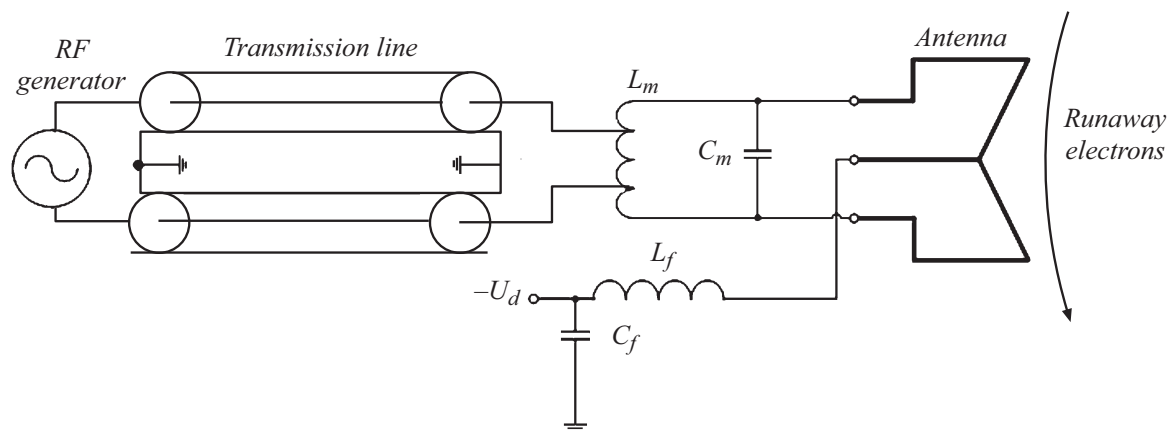 RF
generator
Transmission line
L_m
C_m
Antenna
Runaway
electrons
L_f
–U_d
C_f